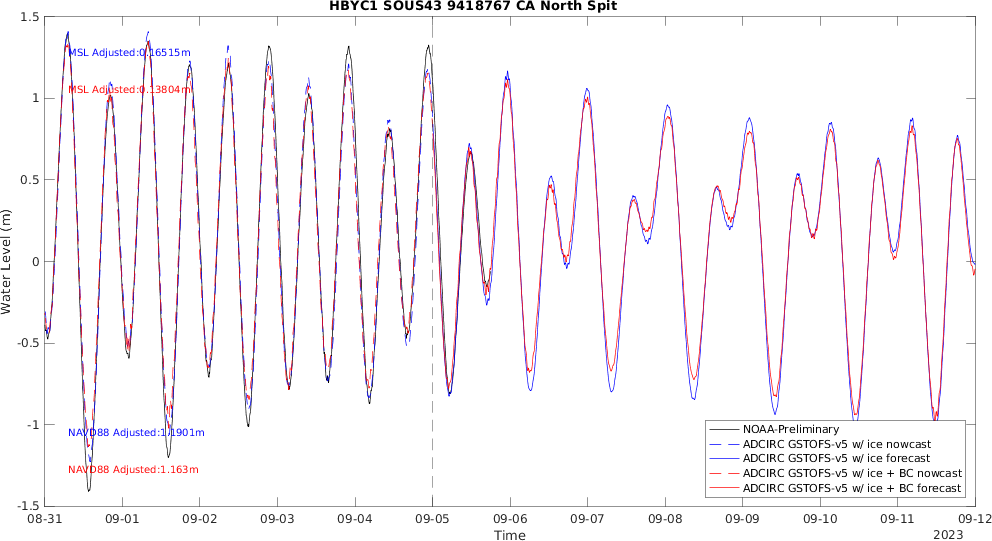 HBYC1 SOUS43 9418767 CA North Spit
1.5
1
0.5
0
-0.5
-1
-1.5
Water Level (m)
MSL Adjusted:0.16515m
MSL Adjusted:0.13804m
NAVD88 Adjusted:1.1901m
NAVD88 Adjusted:1.163m
NOAA-Preliminary
ADCIRC GSTOFS-v5 w/ ice nowcast
ADCIRC GSTOFS-v5 w/ ice forecast
ADCIRC GSTOFS-v5 w/ ice + BC nowcast
ADCIRC GSTOFS-v5 w/ ice + BC forecast
08-31 09-01 09-02 09-03 09-04 09-05 09-06 09-07 09-08 09-09 09-10 09-11 09-12
Time
2023